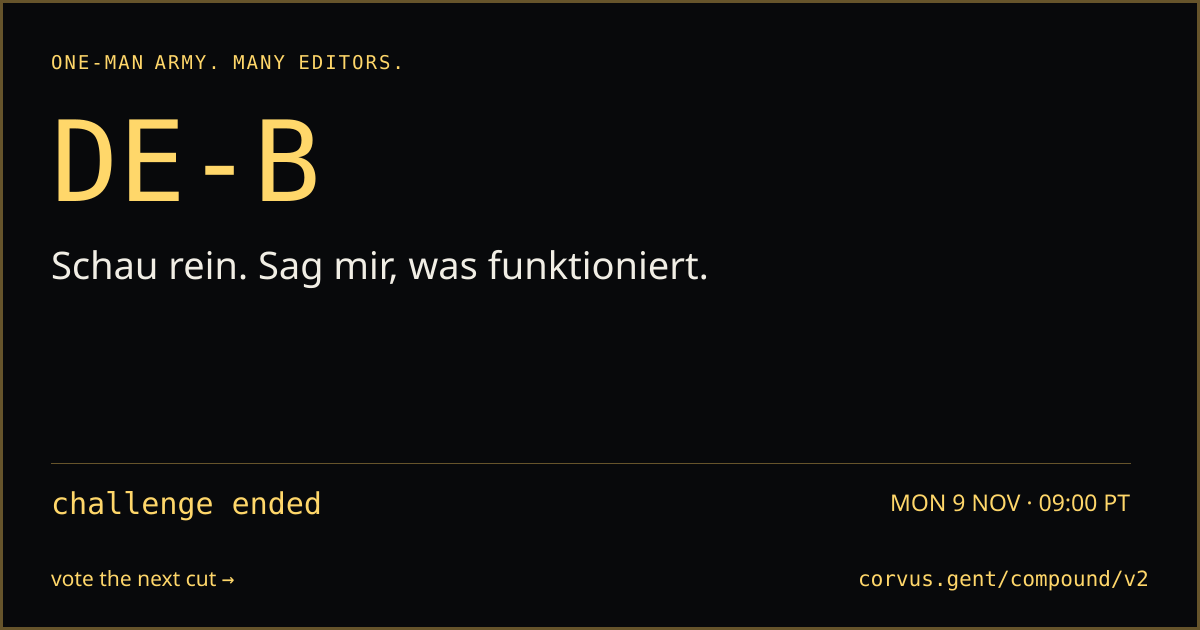 ONE-MAN ARMY. MANY EDITORS.
DE-B
Schau rein. Sag mir, was funktioniert.
challenge ended
MON 9 NOV · 09:00 PT
vote the next cut →
corvus.gent/compound/v2